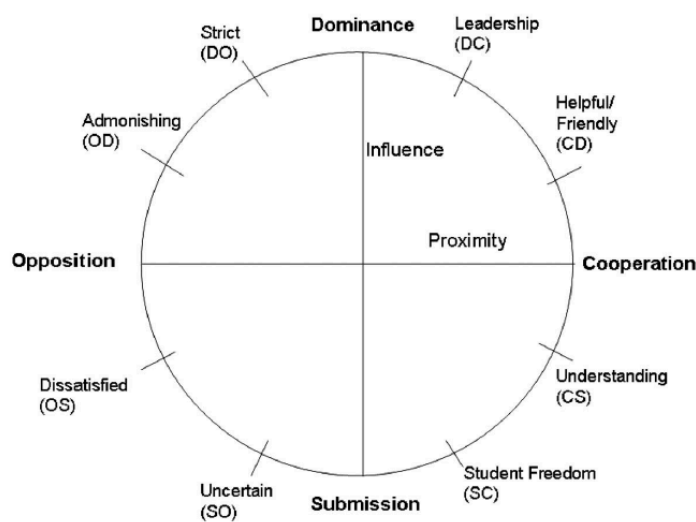 Dominance
Strict
(DO)
Leadership
(DC)
Admonishing
(OD)
Helpful/
Friendly
(CD)
Influence
Proximity
Opposition
Cooperation
Dissatisfied
(OS)
Understanding
(CS)
Uncertain
(SO)
Student Freedom
(SC)
Submission